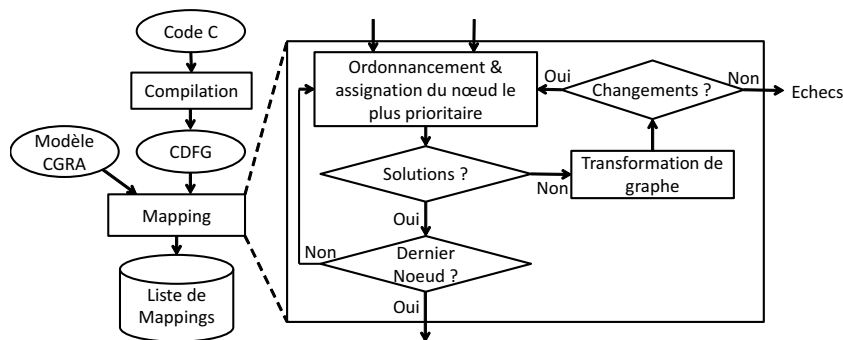 Code C
Compilation
Modèle
CGRA
CDFG
Mapping
Liste de
Mappings
Ordonnancement &
assignation du nœud le
plus prioritaire
Oui
Changements ?
Non
Echecs
Solutions ?
Non
Transformation de
graphe
Oui
Non
Dernier
Noeud ?
Oui